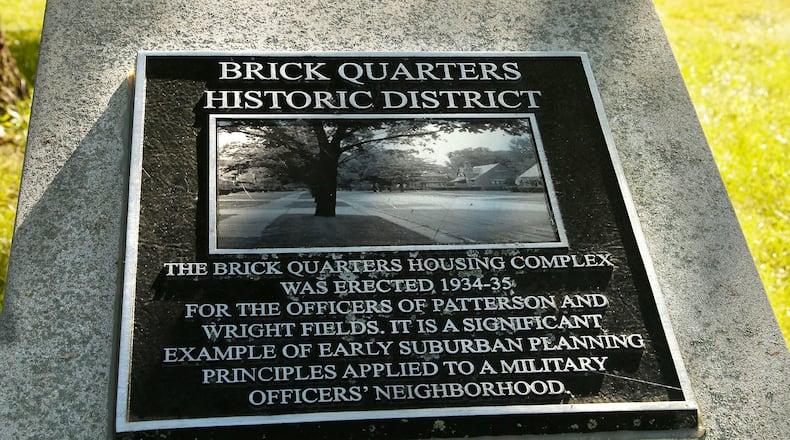 BRICK QUARTERS
HISTORIC DISTRICT
THE BRICK QUARTERS HOUSING COMPLEX
WAS ERECTED 1934-35
FOR THE OFFICERS OF PATTERSON AND
WRIGHT FIELDS. IT IS A SIGNIFICANT
EXAMPLE OF EARLY SUBURBAN PLANNING
PRINCIPLES APPLIED TO A MILITARY
OFFICERS' NEIGHBORHOOD.